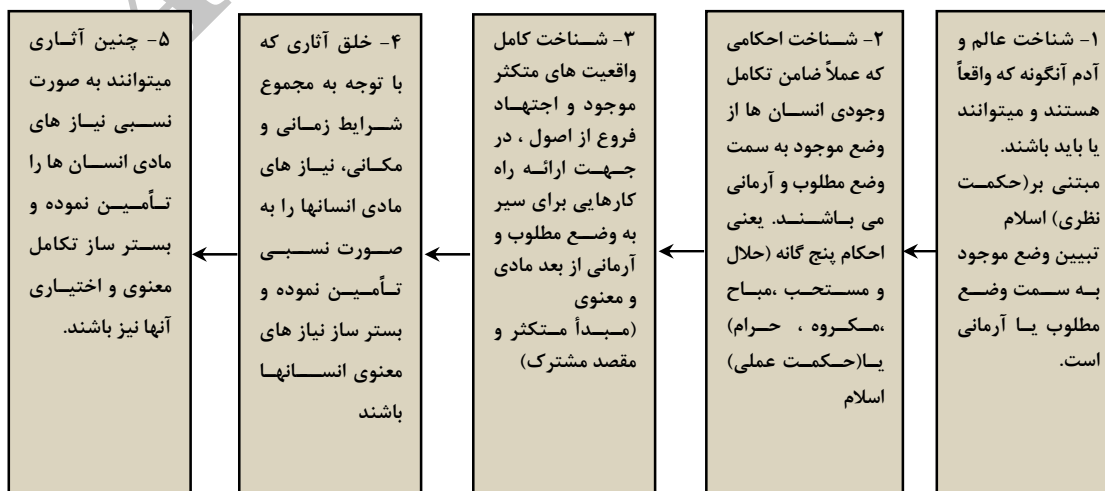 ۱- شناخت عالم و
آدم آنگونه که واقعاً
هستند و میتوانند
یا باید باشند.
مبتنی بر(حکمت
نظری) اسلام
تبیین وضع موجود
به سمت وضع
مطلوب یا آرمانی
است.
۲- شناخت احکامی
که عملاً ضامن تکامل
وجودی انسان ها از
وضع موجود به سمت
وضع مطلوب و آرمانی
می باشند. یعنی
احکام پنج گانه (حلال
و مستحب ،مباح
،مکروه ، حرام)
یا(حکمت عملی)
اسلام
۳- شناخت کامل
واقعیت های متکثر
موجود و اجتهاد
فروع از اصول ، در
جهت ارائه راه
کارهایی برای سیر
به وضع مطلوب و
آرمانی از بعد مادی
و معنوی
(مبدأ متکثر و
مقصد مشترک)
۴- خلق آثاری که
با توجه به مجموع
شرایط زمانی و
مکانی، نیاز های
مادی انسانها را به
صورت نسبی
تأمین نموده و
بستر ساز نیاز های
معنوی انسانها
باشند
۵- چنین آثاری
میتوانند به صورت
نسبی نیاز های
مادی انسان ها را
تأمین نموده و
بستر ساز تکامل
معنوی و اختیاری
آنها نیز باشند.